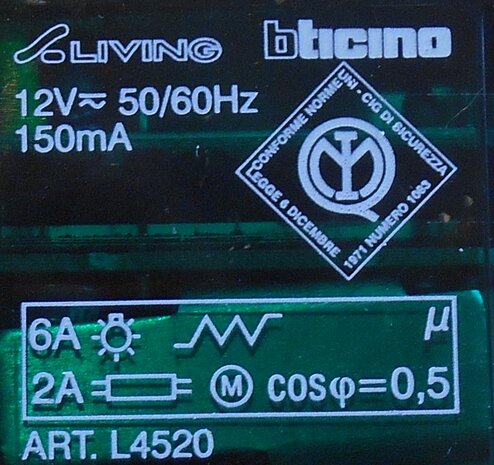 LIVING bticino
12V≂ 50/60Hz
150mA
CONFORME NORME UNI - CIG DI SICUREZZA
LEGGE 6 DICEMBRE 1971 NUMERO 1083
IMQ
6A μ
2A M cosφ=0,5
ART. L4520